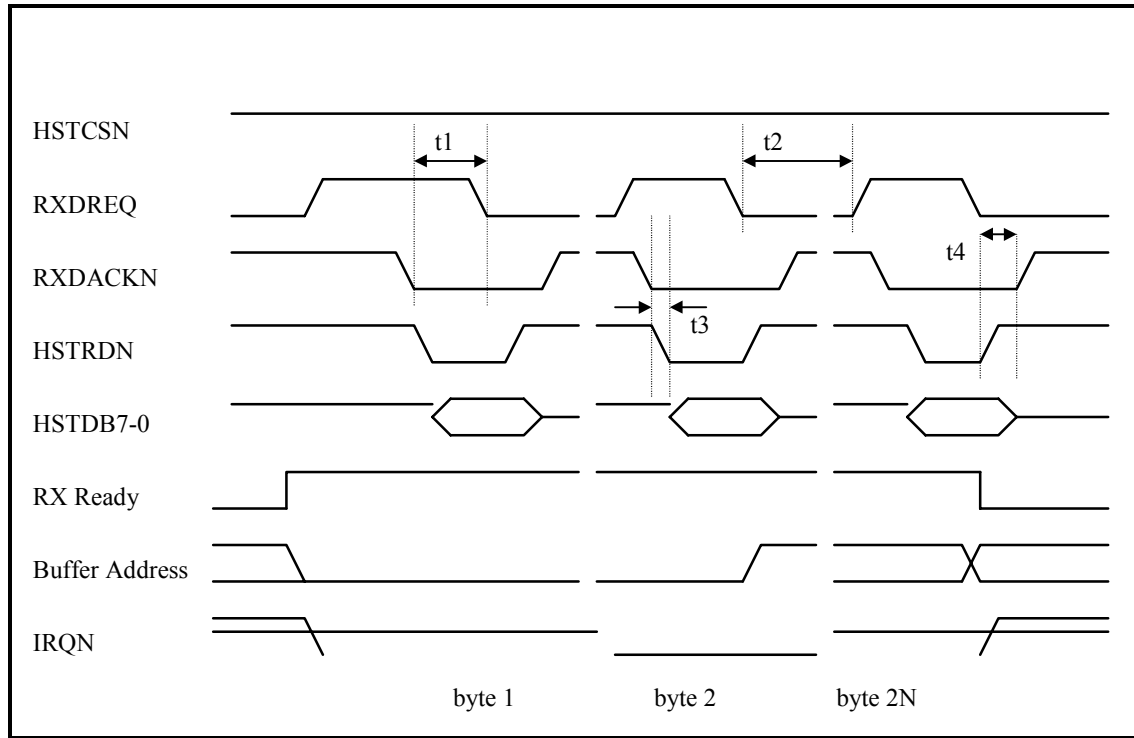 HSTCSN
t1
t2
RXDREQ
t4
RXDACKN
t3
HSTRDN
HSTDB7-0
RX Ready
Buffer Address
IRQN
byte 1
byte 2
byte 2N